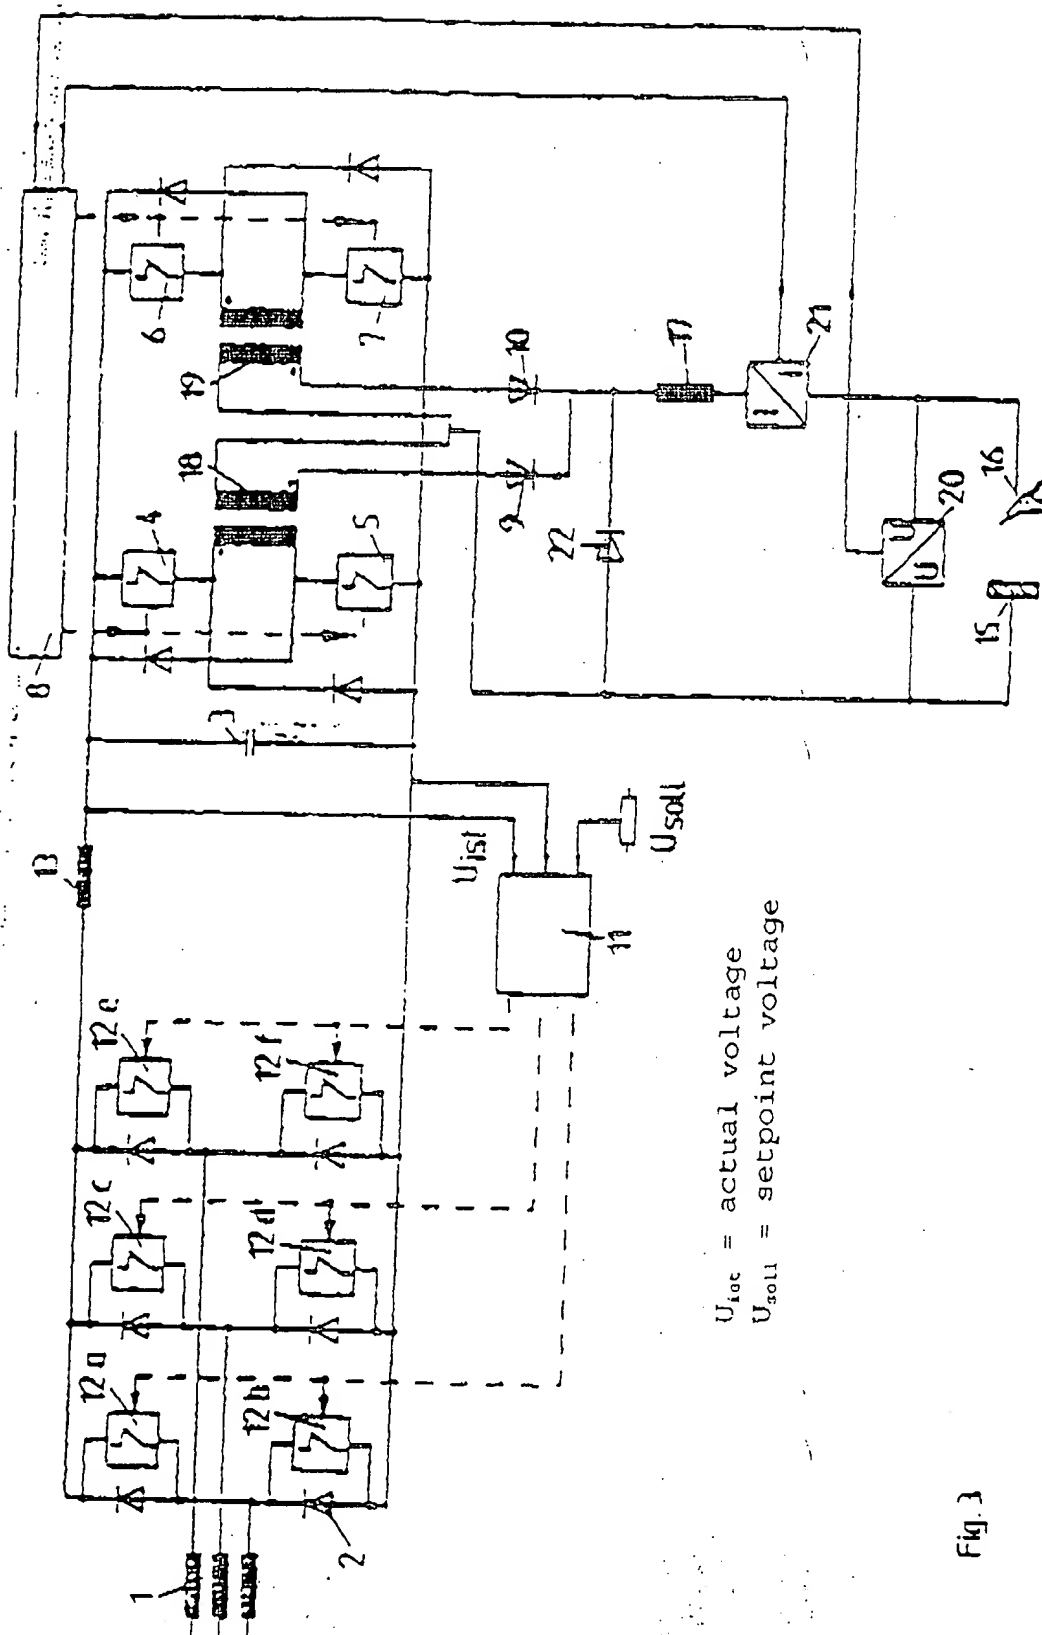 1
2
12a
12b
12c
12d
12e
12f
13
3
8
4
5
18
19
6
7
9
10
22
17
I
I
21
U
U
20
15
16
11
Uist
Usoll
Uist = actual voltage
Usoll = setpoint voltage
Fig. 3